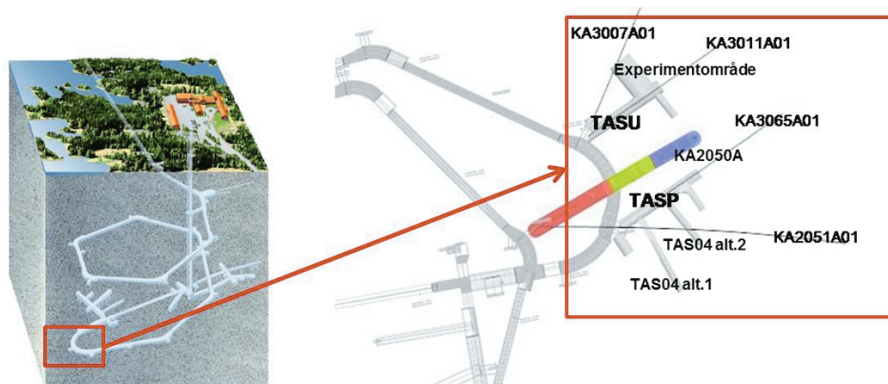 KA3007A01
KA3011A01
Experimentområde
KA3065A01
TASU
KA2050A
TASP
KA2051A01
TAS04 alt.2
TAS04 alt.1